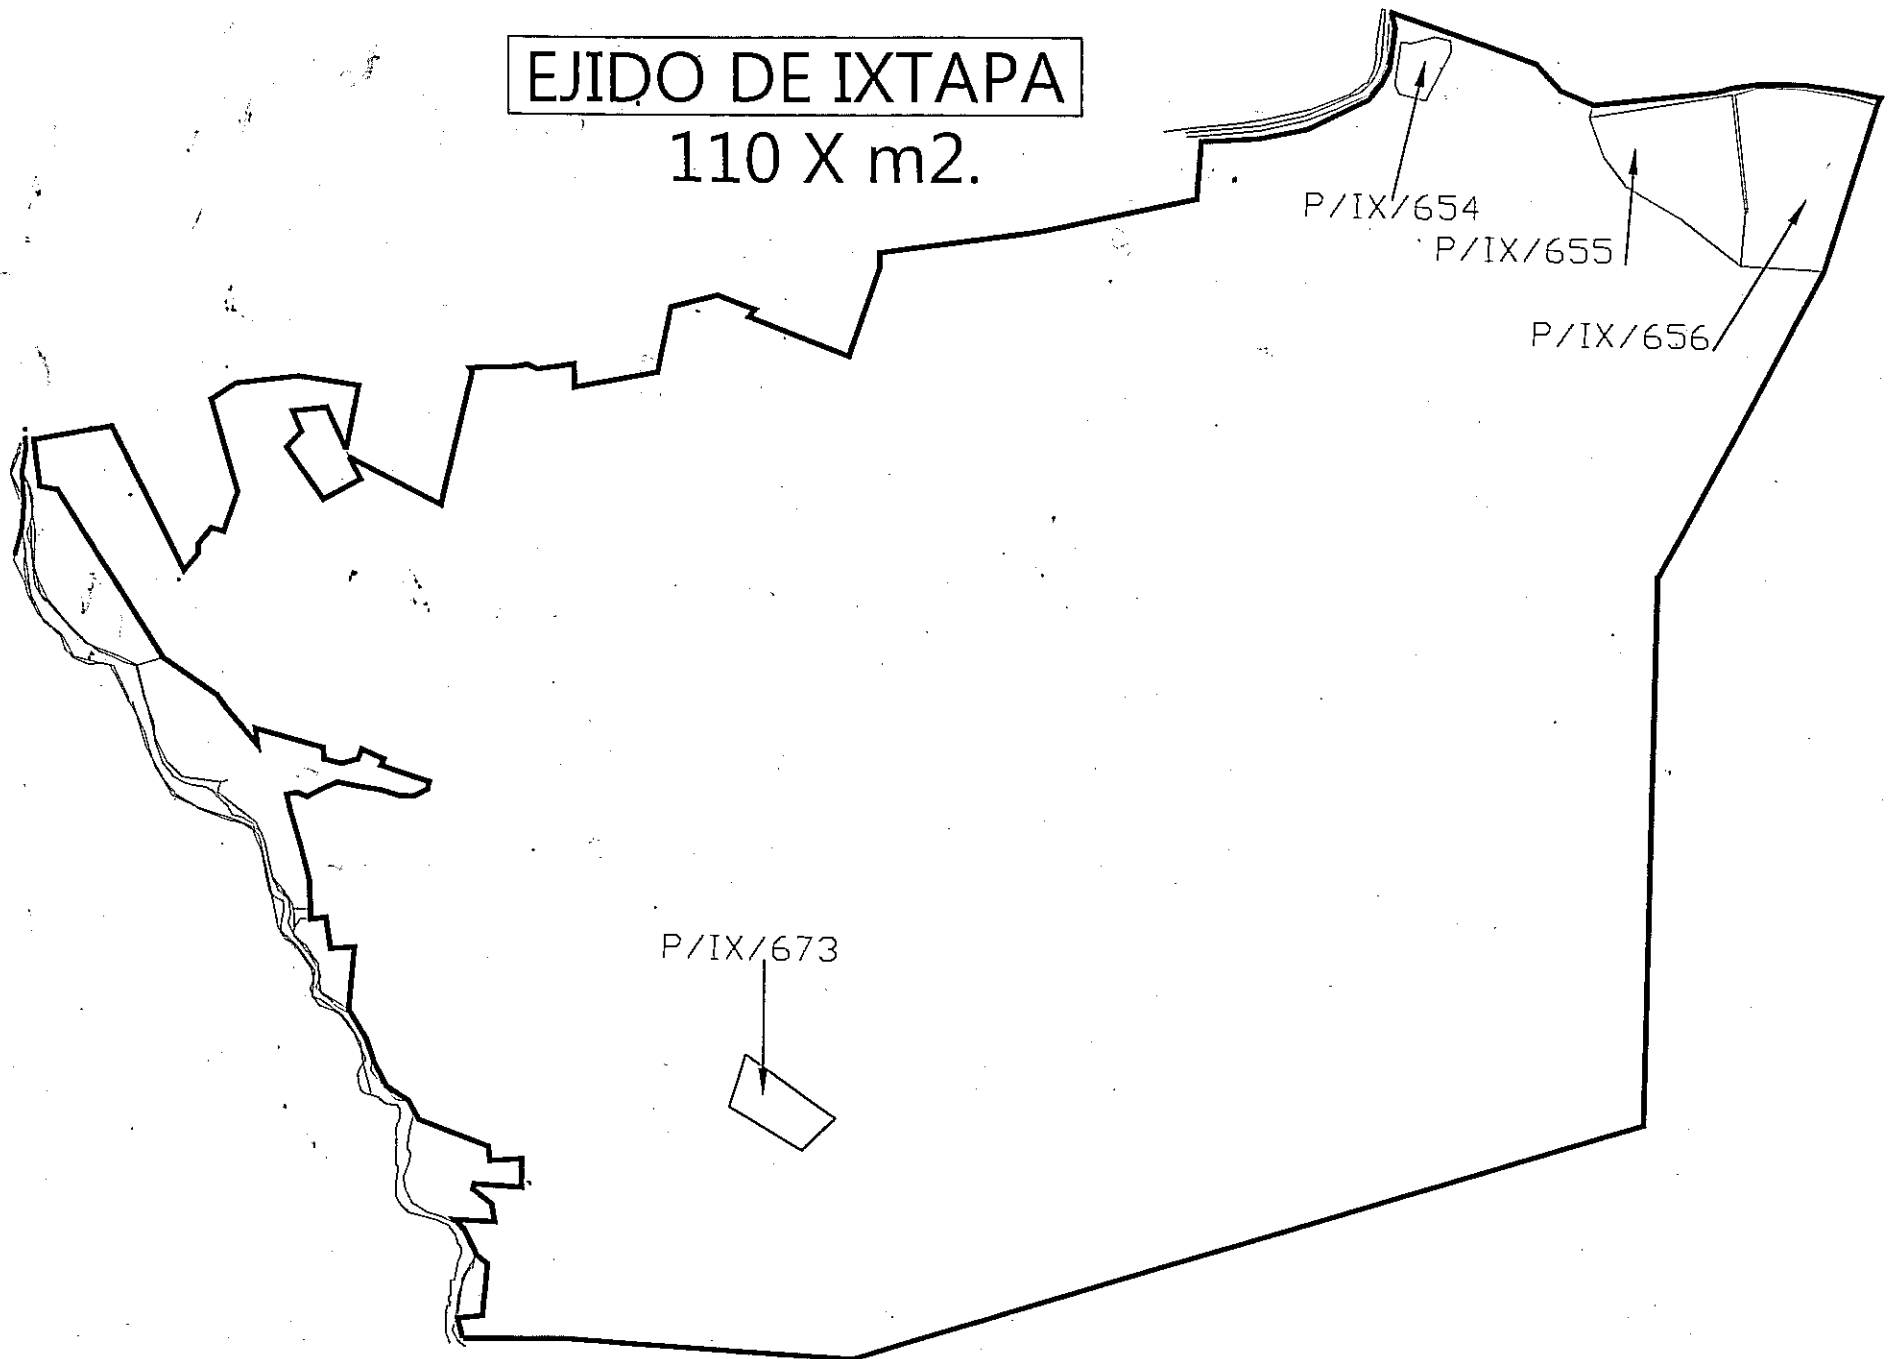 EJIDO DE IXTAPA
110 X m2.
P/IX/654
P/IX/655
P/IX/656
P/IX/673